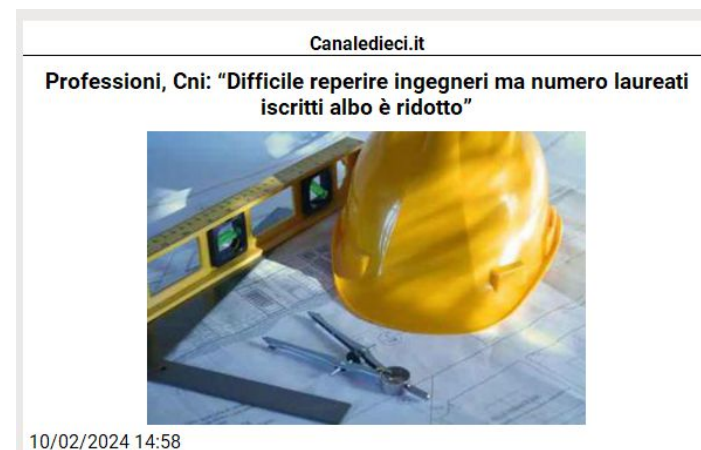 Canaledieci.it
Professioni, Cni: “Difficile reperire ingegneri ma numero laureati
iscritti albo è ridotto”
10/02/2024 14:58